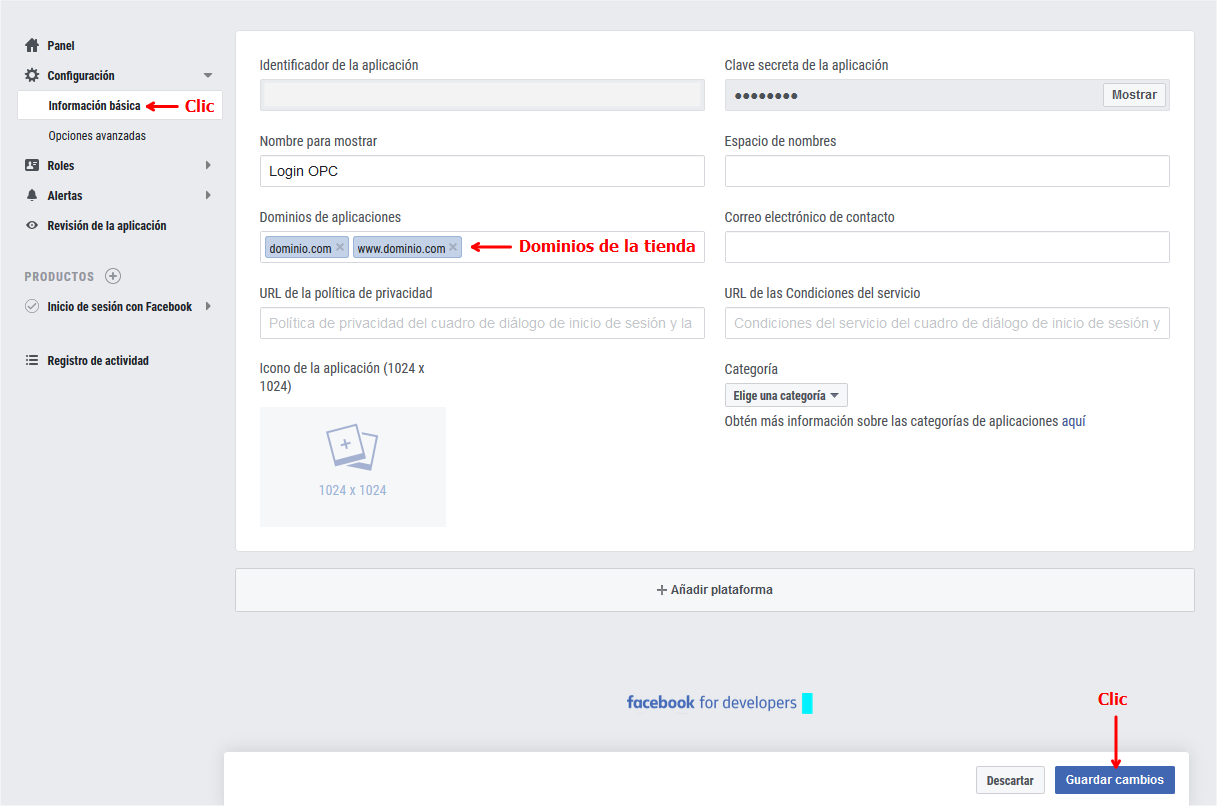 Panel
Configuración
Información básica
Clic
Opciones avanzadas
Roles
Alertas
Revisión de la aplicación
PRODUCTOS
Inicio de sesión con Facebook
Registro de actividad
Identificador de la aplicación
Clave secreta de la aplicación
●●●●●●●●
Mostrar
Nombre para mostrar
Espacio de nombres
Login OPC
Dominios de aplicaciones
Correo electrónico de contacto
dominio.com × www.dominio.com ×
Dominios de la tienda
URL de la política de privacidad
URL de las Condiciones del servicio
Política de privacidad del cuadro de diálogo de inicio de sesión y la
Condiciones del servicio del cuadro de diálogo de inicio de sesión y
Icono de la aplicación (1024 x
1024)
Categoría
Elige una categoría
Obtén más información sobre las categorías de aplicaciones aquí
1024 x 1024
+ Añadir plataforma
facebook for developers
Clic
Descartar
Guardar cambios